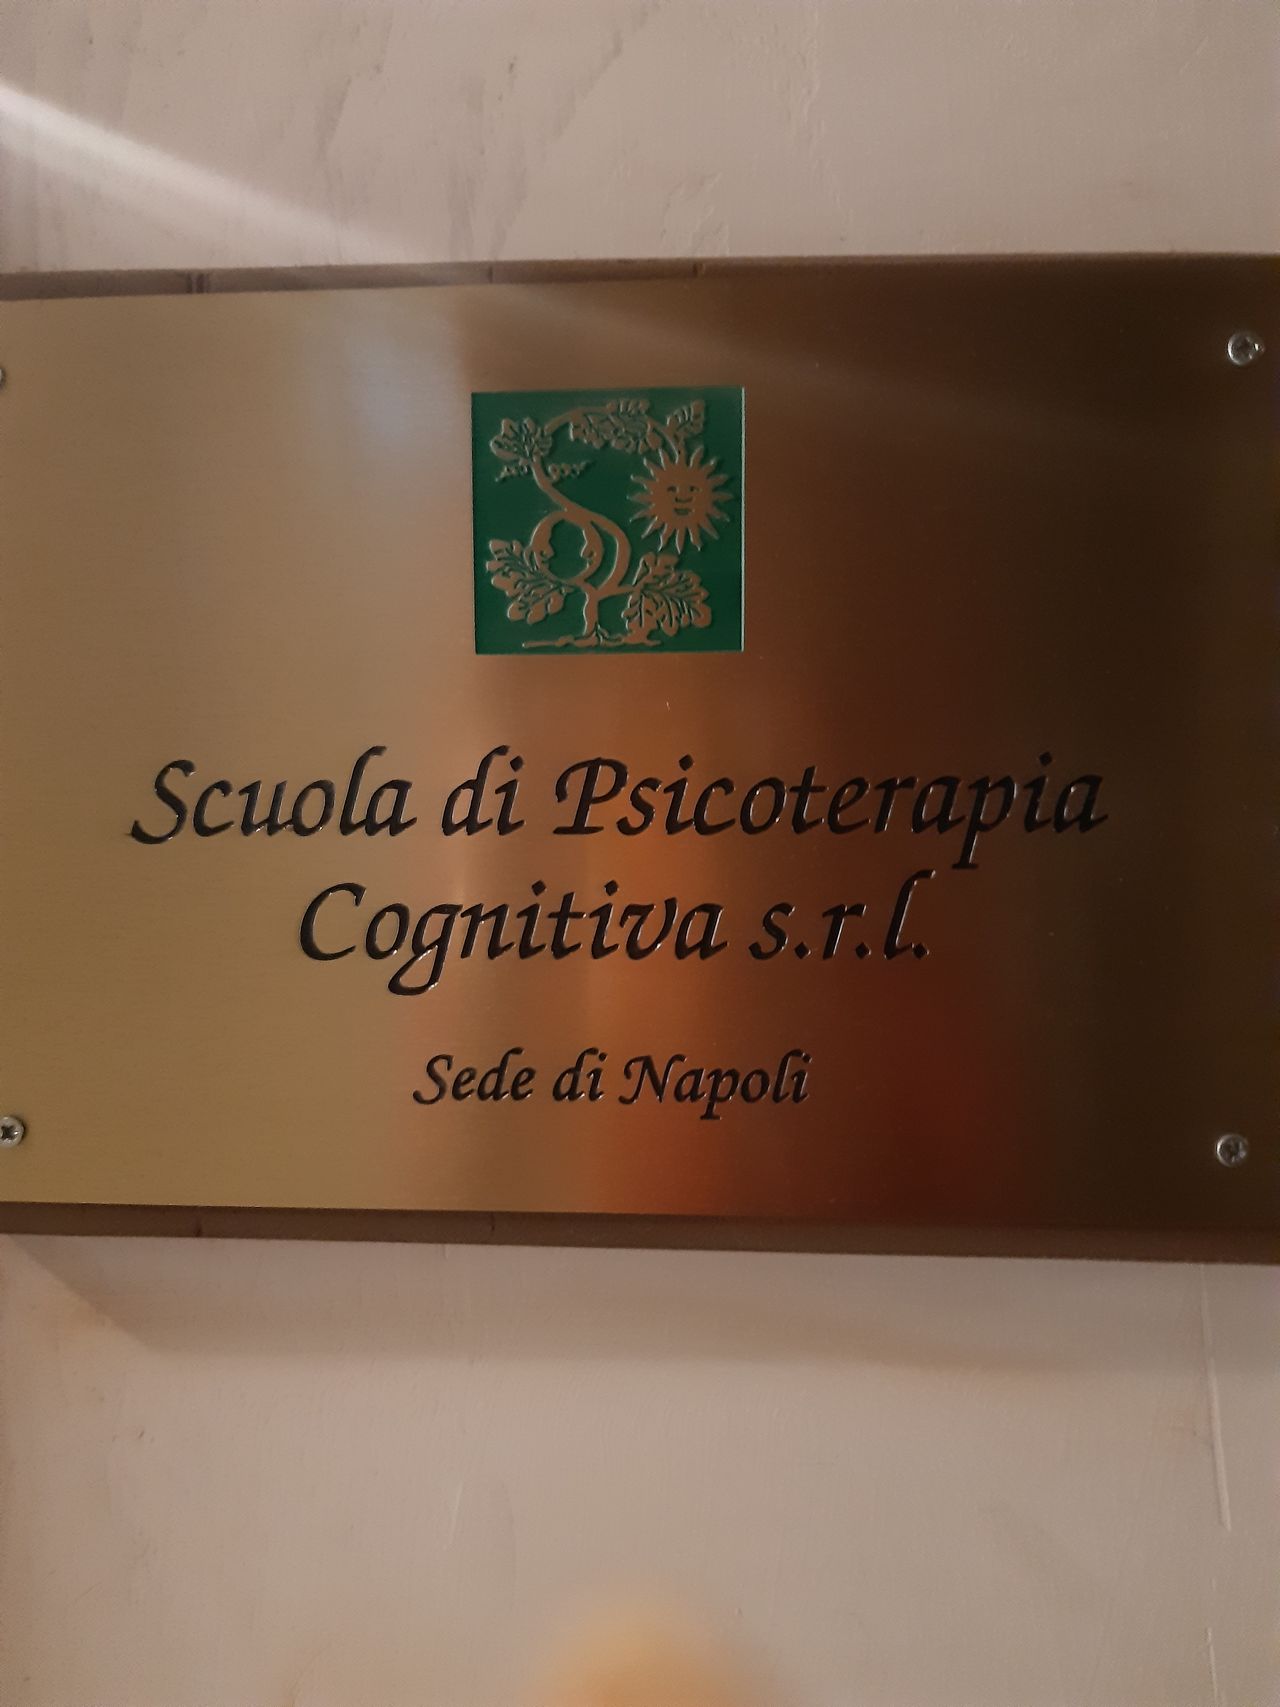 Scuola di Psicoterapia
Cognitiva s.r.l.
Sede di Napoli